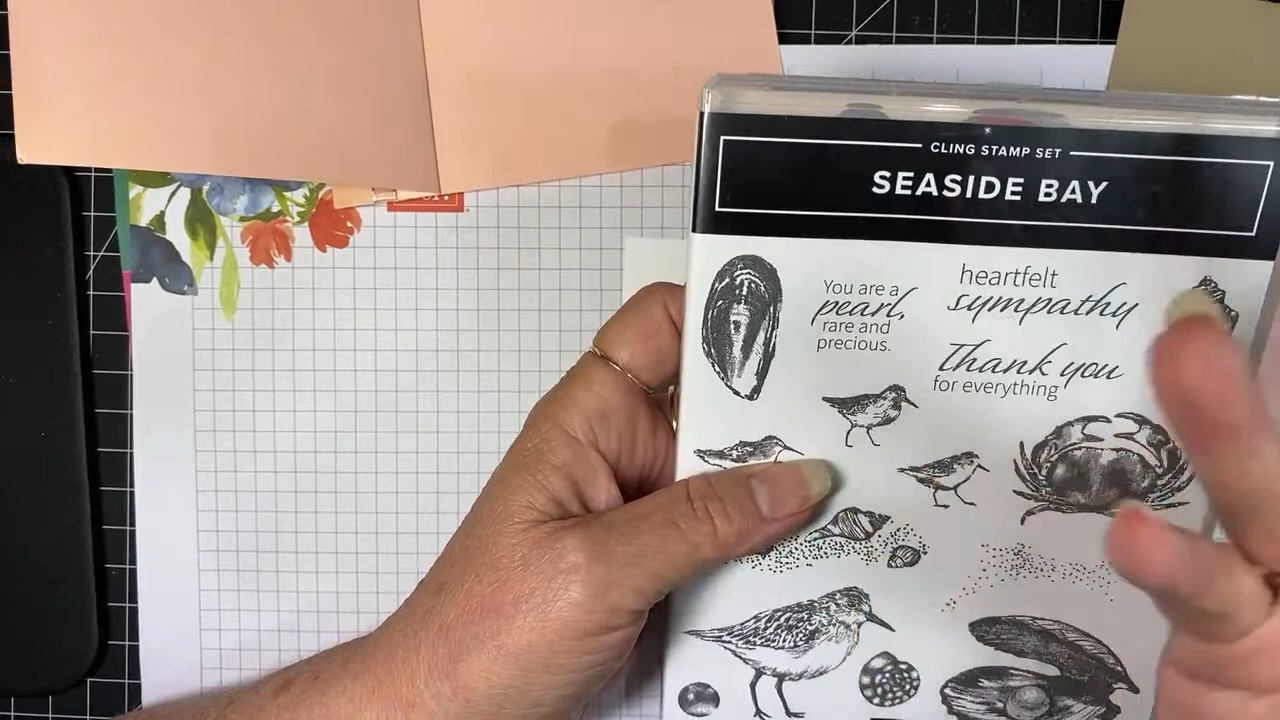 CLING STAMP SET
SEASIDE BAY
You are a
pearl,
rare and
precious.
heartfelt
sympathy
Thank you
for everything